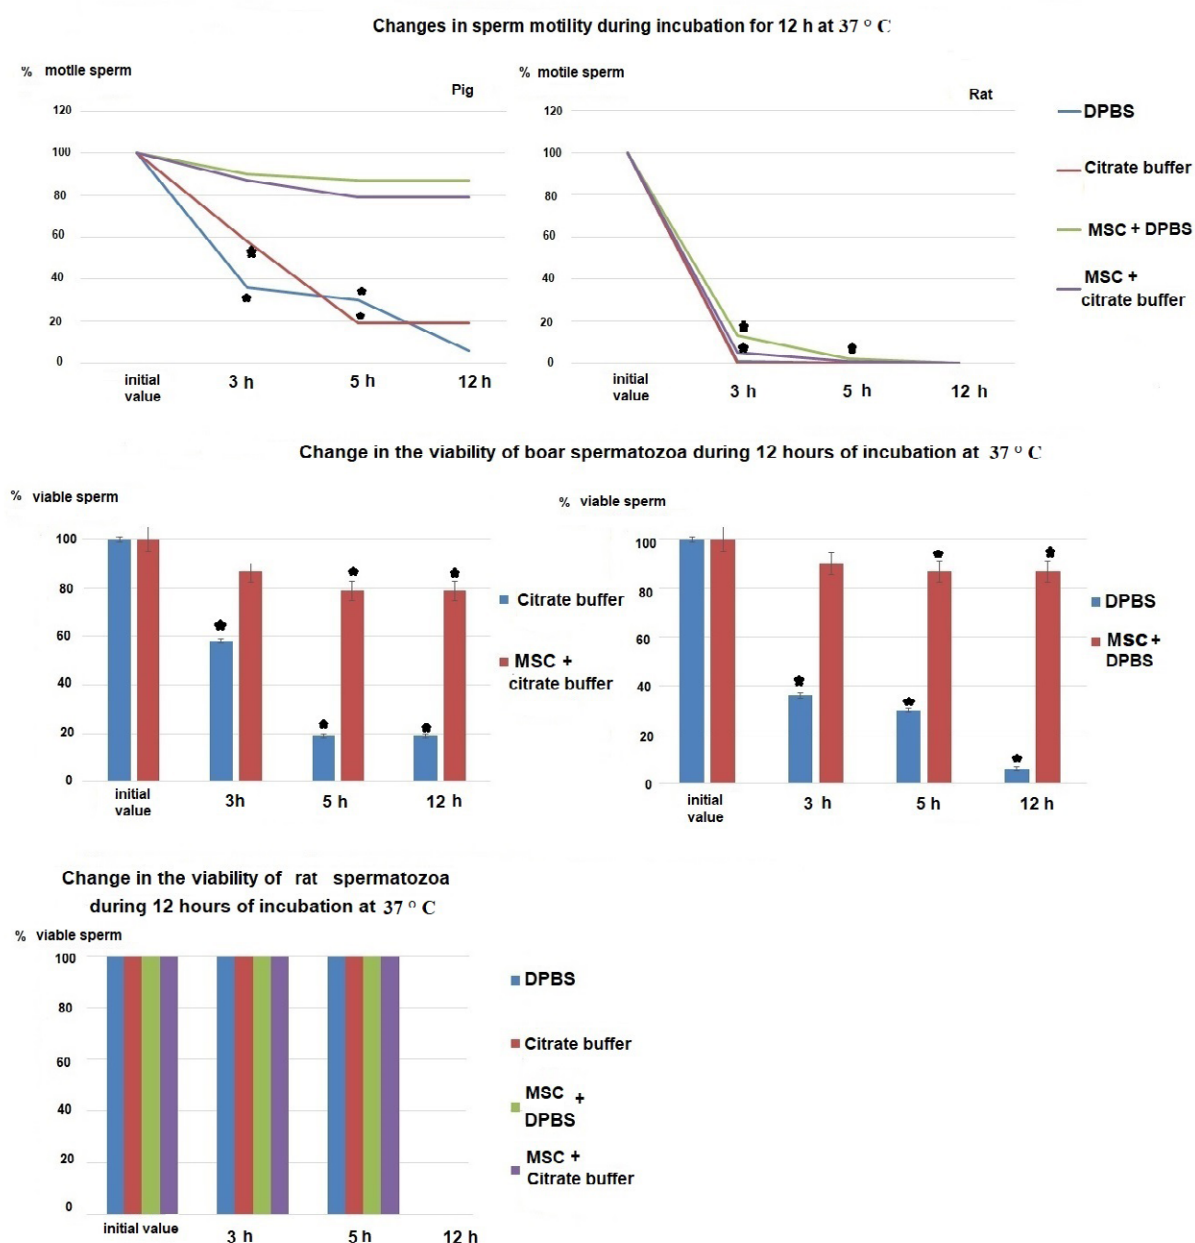 Changes in sperm motility during incubation for 12 h at 37 ° C
% motile sperm
Pig
120
100
80
60
40
20
0
initial
value
3 h
5 h
12 h
% motile sperm
Rat
120
100
80
60
40
20
0
initial
value
3 h
5 h
12 h
DPBS
Citrate buffer
MSC + DPBS
MSC +
citrate buffer
Change in the viability of boar spermatozoa during 12 hours of incubation at 37 ° C
% viable sperm
100
80
60
40
20
0
initial
value
3h
5 h
12 h
Citrate buffer
MSC +
citrate buffer
% viable sperm
100
80
60
40
20
0
initial
value
3 h
5 h
12 h
DPBS
MSC +
DPBS
Change in the viability of rat spermatozoa
during 12 hours of incubation at 37 ° C
% viable sperm
100
80
60
40
20
0
initial value
3 h
5 h
12 h
DPBS
Citrate buffer
MSC +
DPBS
MSC +
Citrate buffer